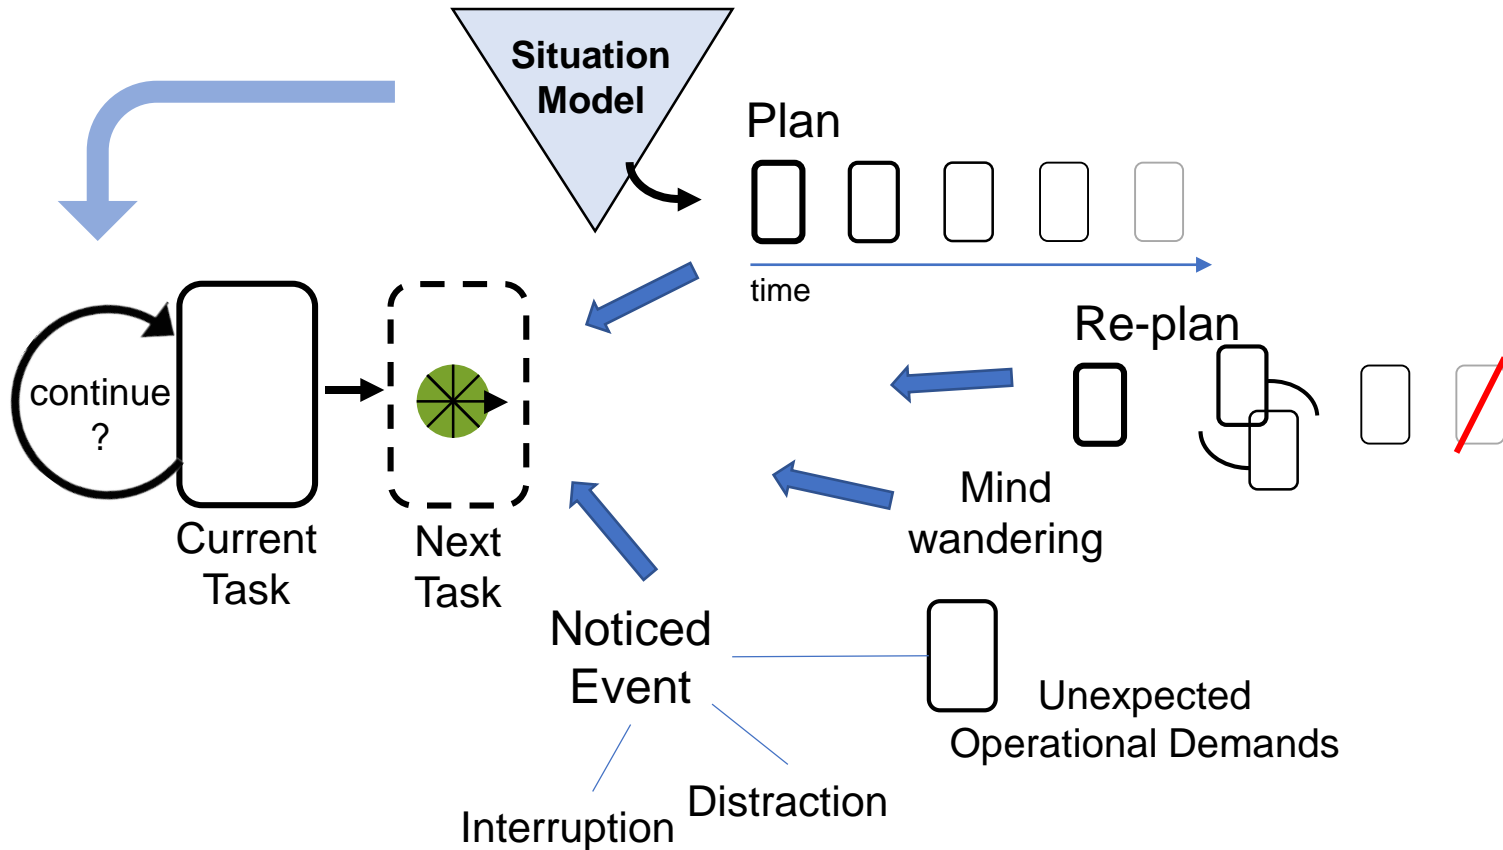 Situation
Model
Plan
time
Re-plan
continue
?
Current
Task
Next
Task
Mind
wandering
Noticed
Event
Unexpected
Operational Demands
Distraction
Interruption